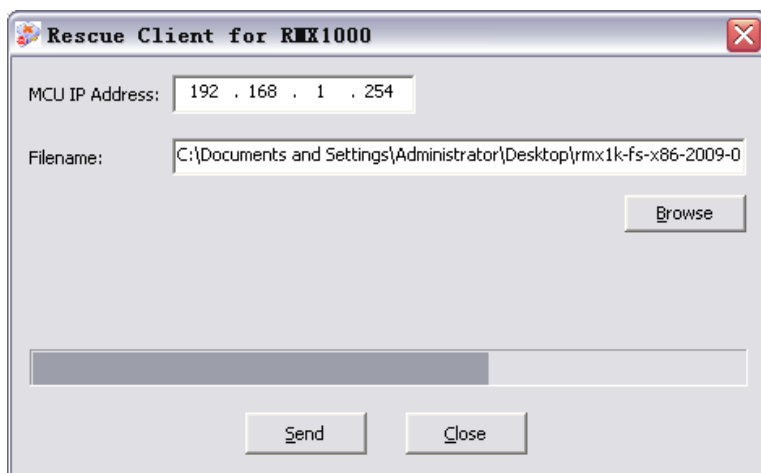 Rescue Client for RMX1000
MCU IP Address: 192 . 168 . 1 . 254
Filename: C:\Documents and Settings\Administrator\Desktop\rmx1k-fs-x86-2009-0
Browse
Send Close